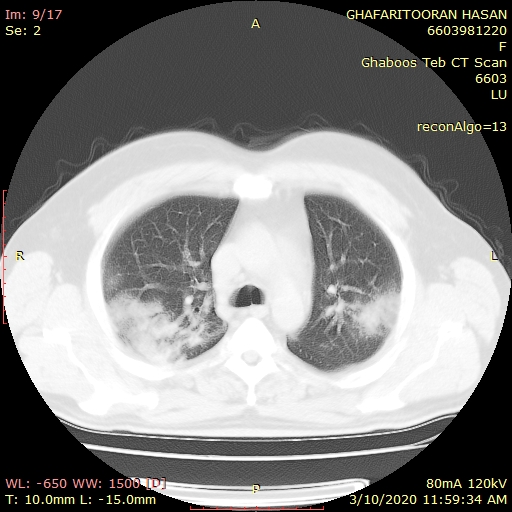 Im: 9/17
Se: 2
A
GHAFARITOORAN HASAN
6603981220
F
Ghaboos Teb CT Scan
6603
LU
reconAlgo=13
R
L
WL: -650 WW: 1500 [D]
T: 10.0mm L: -15.0mm
P
80mA 120kV
3/10/2020 11:59:34 AM